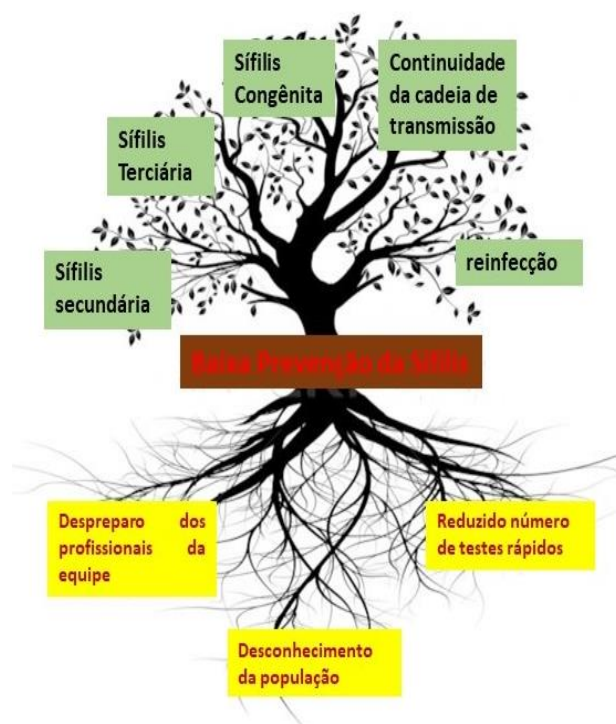 Sífilis
Congênita
Continuidade
da cadeia de
transmissão
Sífilis
Terciária
Sífilis
secundária
reinfecção
Baixa Prevenção da Sífilis
Despreparo dos
profissionais da
equipe
Reduzido número
de testes rápidos
Desconhecimento
da população